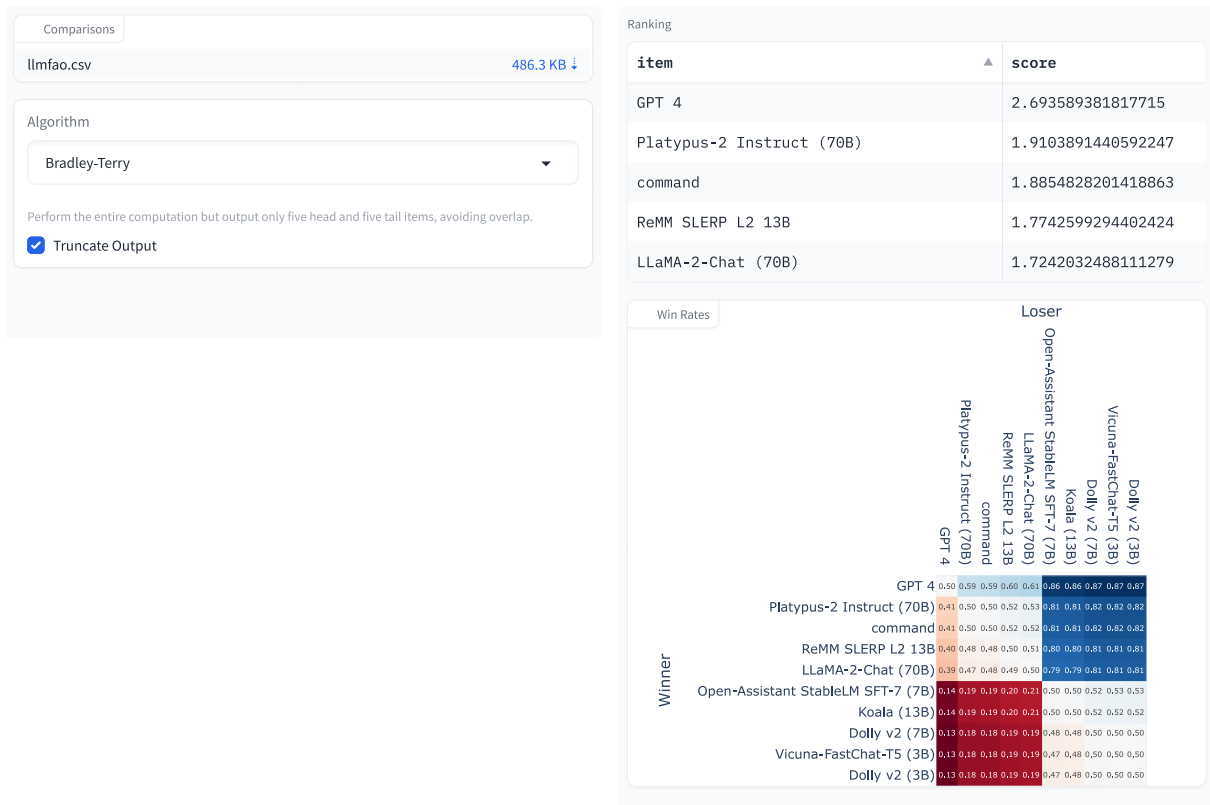 Comparisons
llmfao.csv 486.3 KB ⇣
Algorithm
Bradley-Terry
Perform the entire computation but output only five head and five tail items, avoiding overlap.
Truncate Output
Ranking
item score
GPT 4 2.693589381817715
Platypus-2 Instruct (70B) 1.9103891440592247
command 1.8854828201418863
ReMM SLERP L2 13B 1.7742599294402424
LLaMA-2-Chat (70B) 1.7242032488111279
Win Rates
Loser
GPT 4
Platypus-2 Instruct (70B)
command
ReMM SLERP L2 13B
LLaMA-2-Chat (70B)
Open-Assistant StableLM SFT-7 (7B)
Koala (13B)
Dolly v2 (7B)
Vicuna-FastChat-T5 (3B)
Dolly v2 (3B)
Winner
GPT 4 0.50 0.59 0.59 0.60 0.61 0.86 0.86 0.87 0.87 0.87
Platypus-2 Instruct (70B) 0.41 0.50 0.50 0.52 0.53 0.81 0.81 0.82 0.82 0.82
command 0.41 0.50 0.50 0.52 0.52 0.81 0.81 0.82 0.82 0.82
ReMM SLERP L2 13B 0.40 0.48 0.48 0.50 0.51 0.80 0.80 0.81 0.81 0.81
LLaMA-2-Chat (70B) 0.39 0.47 0.48 0.49 0.50 0.79 0.79 0.81 0.81 0.81
Open-Assistant StableLM SFT-7 (7B) 0.14 0.19 0.19 0.20 0.21 0.50 0.50 0.52 0.53 0.53
Koala (13B) 0.14 0.19 0.19 0.20 0.21 0.50 0.50 0.52 0.52 0.52
Dolly v2 (7B) 0.13 0.18 0.18 0.19 0.19 0.48 0.48 0.50 0.50 0.50
Vicuna-FastChat-T5 (3B) 0.13 0.18 0.18 0.19 0.19 0.47 0.48 0.50 0.50 0.50
Dolly v2 (3B) 0.13 0.18 0.18 0.19 0.19 0.47 0.48 0.50 0.50 0.50